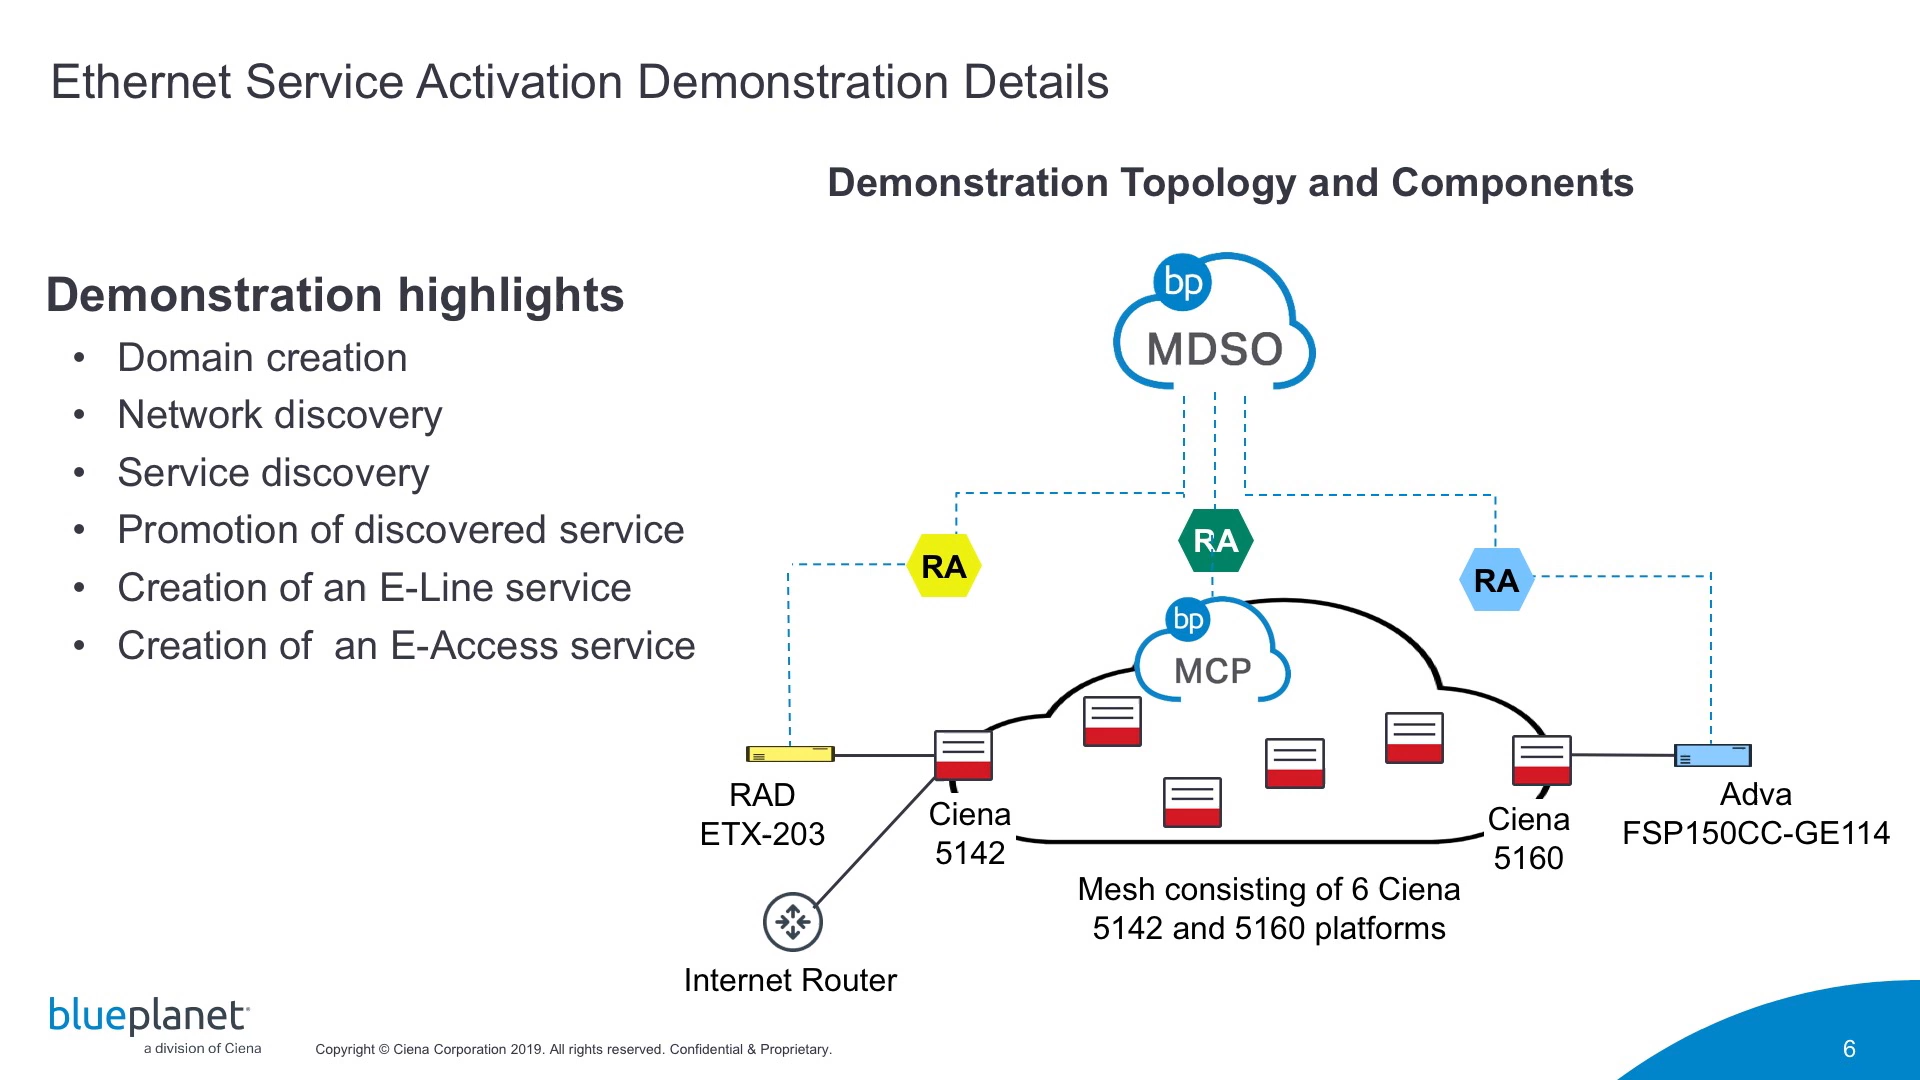 Ethernet Service Activation Demonstration Details
Demonstration Topology and Components
Demonstration highlights
• Domain creation
• Network discovery
• Service discovery
• Promotion of discovered service
• Creation of an E-Line service
• Creation of  an E-Access service
bp
MDSO
RA
RA
RA
bp
MCP
RAD
ETX-203
Ciena
5142
Ciena
5160
Adva
FSP150CC-GE114
Mesh consisting of 6 Ciena
5142 and 5160 platforms
Internet Router
blueplanet
a division of Ciena
Copyright © Ciena Corporation 2019. All rights reserved. Confidential & Proprietary.
6